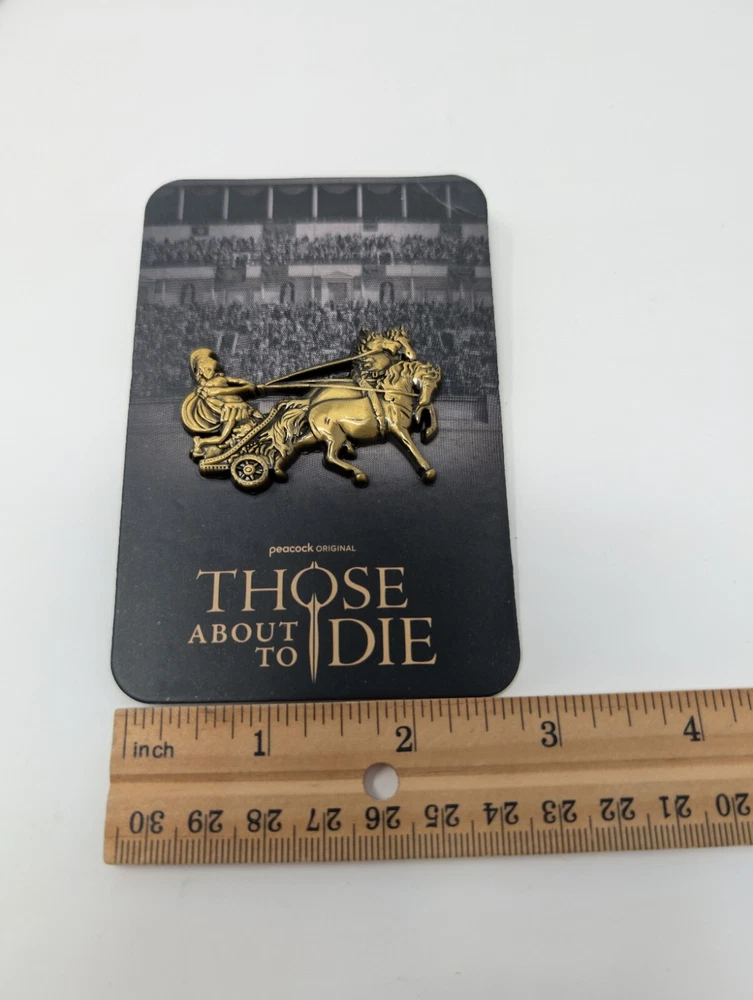 peacock ORIGINAL
THOSE
ABOUT
TO DIE
inch 1 2 3 4
30 29 28 27 26 25 24 23 22 21 20